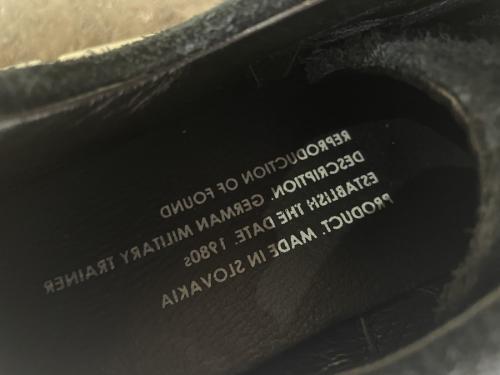 REPRODUCTION OF FOUND
DESCRIPTION. GERMAN MILITARY TRAINER
ESTABLISH THE DATE. 1980s
PRODUCT. MADE IN SLOVAKIA